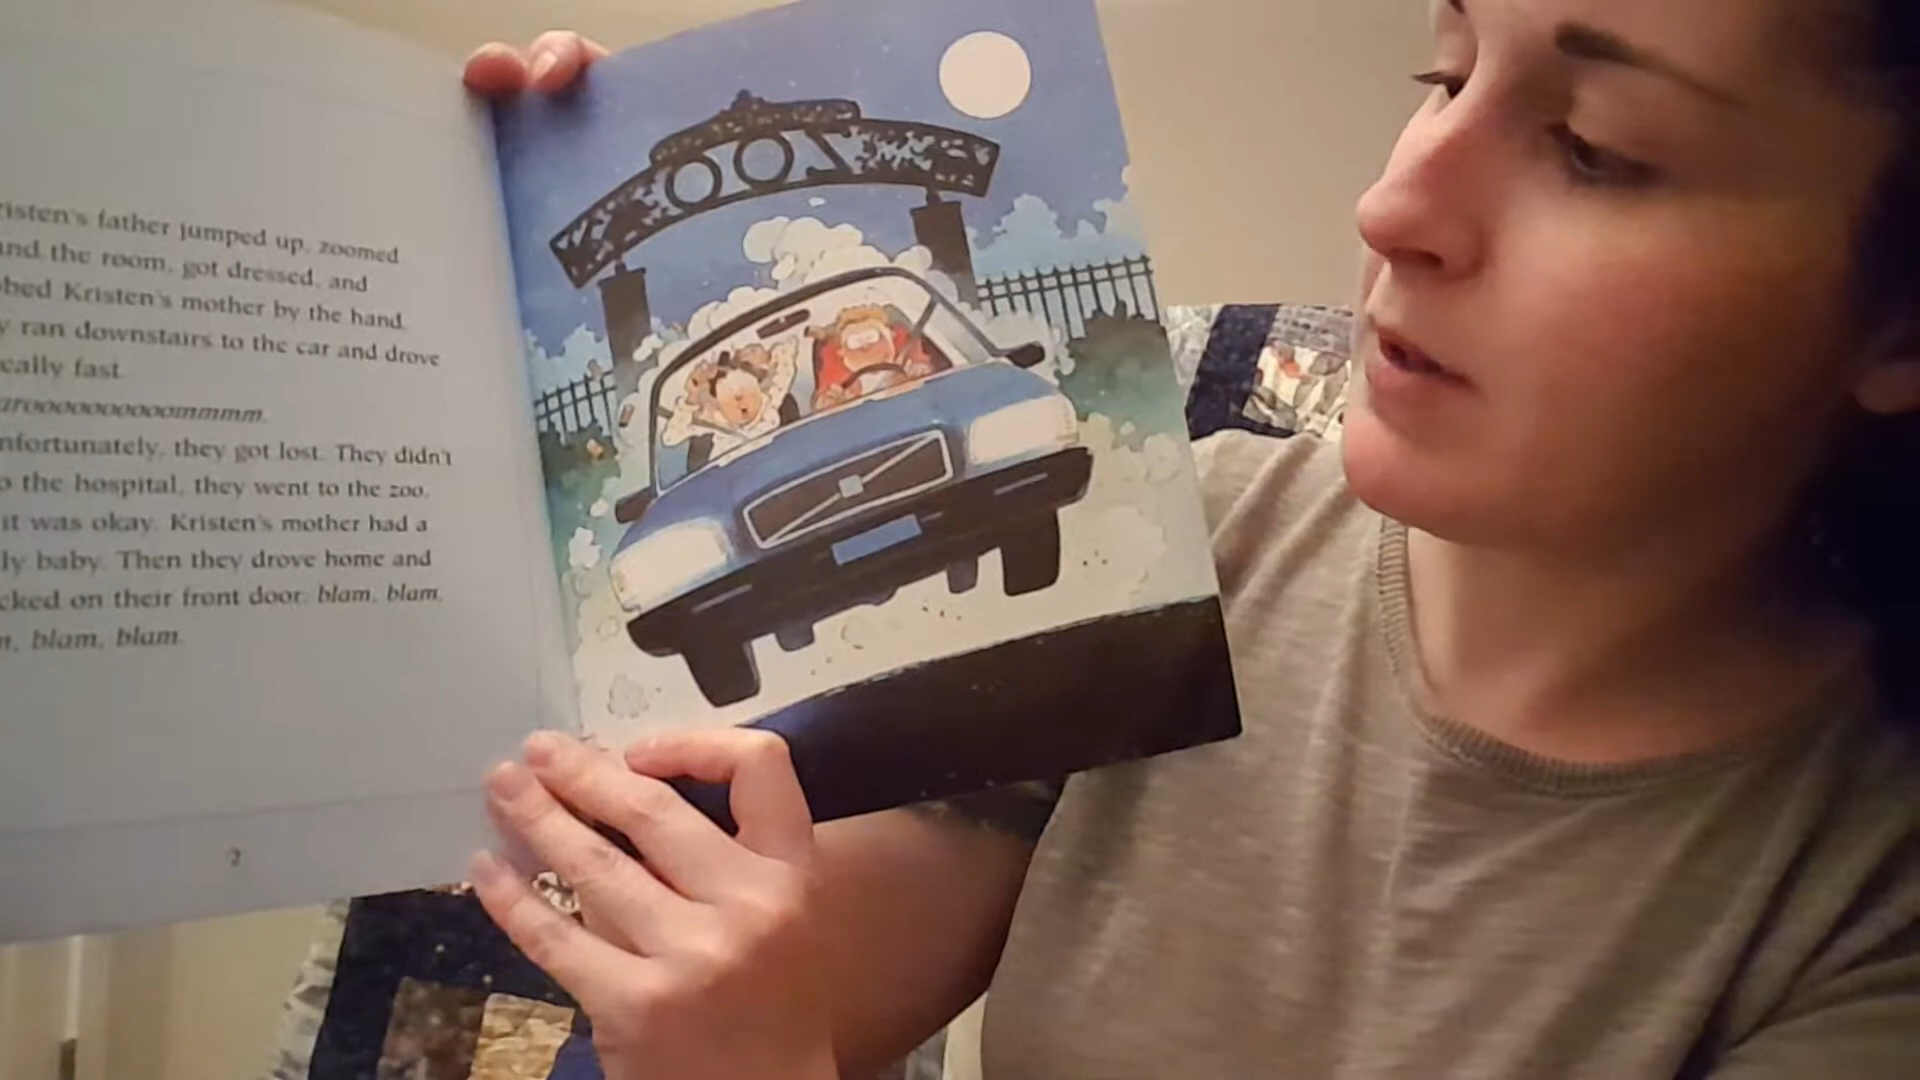 isten's father jumped up, zoomed
nd the room, got dressed, and
bed Kristen's mother by the hand.
y ran downstairs to the car and drove
eally fast.
arooooooooooommmm.
nfortunately, they got lost. They didn't
o the hospital, they went to the zoo.
it was okay. Kristen's mother had a
ly baby. Then they drove home and
cked on their front door: blam, blam,
m, blam, blam.
2
ZOO